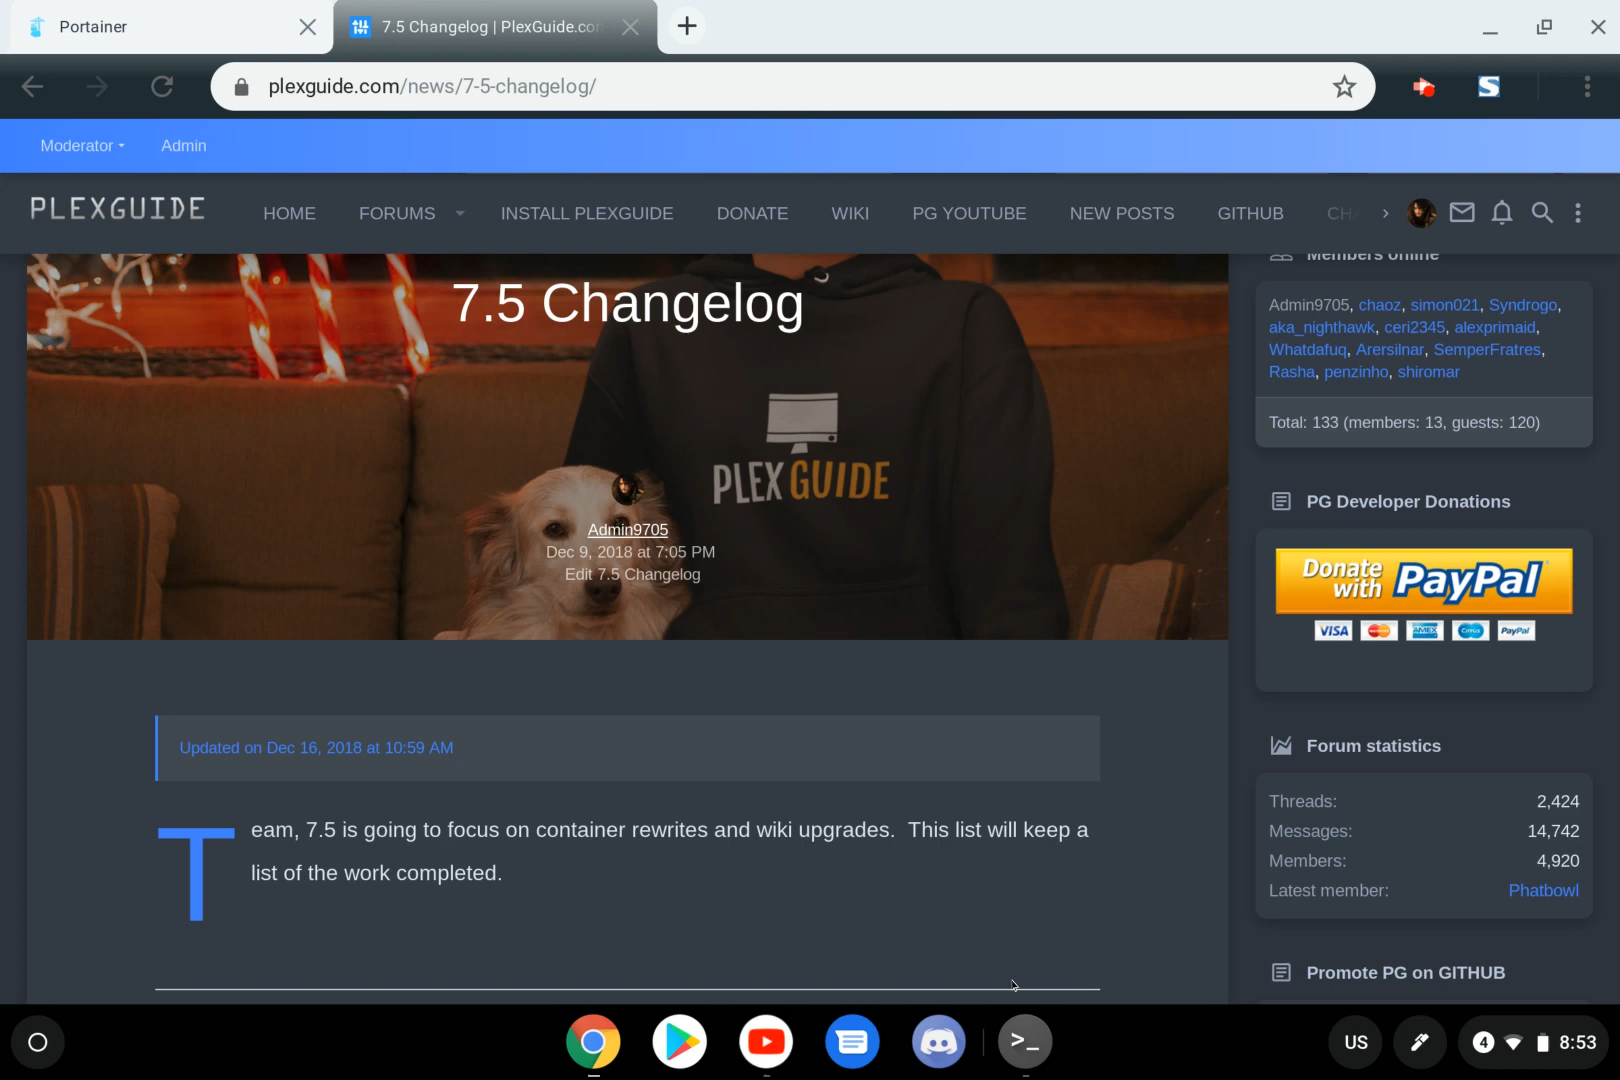 Portainer
7.5 Changelog | PlexGuide.co
plexguide.com/news/7-5-changelog/
Moderator
Admin
PLEXGUIDE
HOME
FORUMS
INSTALL PLEXGUIDE
DONATE
WIKI
PG YOUTUBE
NEW POSTS
GITHUB
7.5 Changelog
PLEXGUIDE
Admin9705
Dec 9, 2018 at 7:05 PM
Edit 7.5 Changelog
Updated on Dec 16, 2018 at 10:59 AM
Team, 7.5 is going to focus on container rewrites and wiki upgrades. This list will keep a
list of the work completed.
Members online
Admin9705, chaoz, simon021, Syndrogo,
aka_nighthawk, ceri2345, alexprimaid,
Whatdafuq, Arersilnar, SemperFratres,
Rasha, penzinho, shiromar
Total: 133 (members: 13, guests: 120)
PG Developer Donations
Donate
with PayPal
VISA
AMEX
Cirrus
PayPal
Forum statistics
Threads: 2,424
Messages: 14,742
Members: 4,920
Latest member: Phatbowl
Promote PG on GITHUB
US
4
8:53